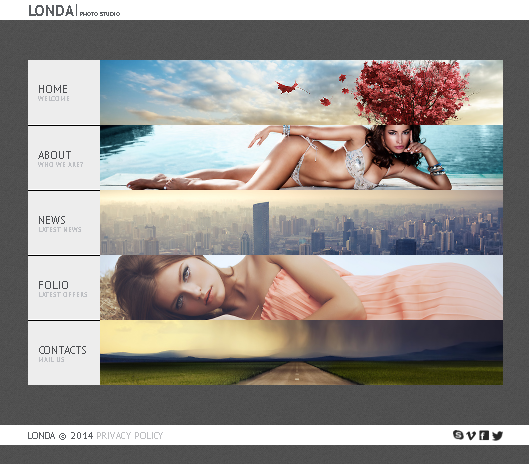 LONDA PHOTO STUDIO
HOME
WELCOME
ABOUT
WHO WE ARE?
NEWS
LATEST NEWS
FOLIO
LATEST OFFERS
CONTACTS
MAIL US
LONDA © 2014 PRIVACY POLICY